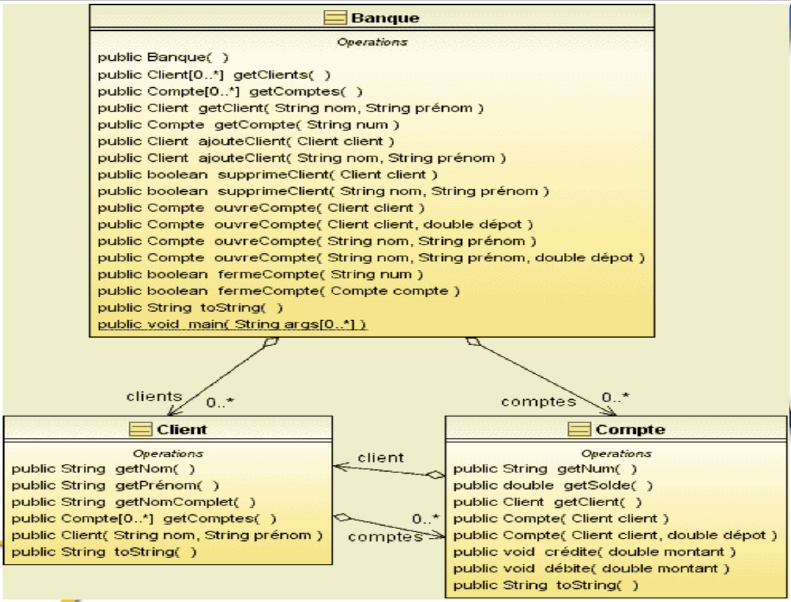 Banque
Operations
public Banque( )
public Client[0..*] getClients( )
public Compte[0..*] getComptes( )
public Client getClient( String nom, String prénom )
public Compte getCompte( String num )
public Client ajouteClient( Client client )
public Client ajouteClient( String nom, String prénom )
public boolean supprimeClient( Client client )
public boolean supprimeClient( String nom, String prénom )
public Compte ouvreCompte( Client client )
public Compte ouvreCompte( Client client, double dépot )
public Compte ouvreCompte( String nom, String prénom )
public Compte ouvreCompte( String nom, String prénom, double dépot )
public boolean fermeCompte( String num )
public boolean fermeCompte( Compte compte )
public String toString( )
public void main( String args[0..*] )
clients
0..*
comptes
0..*
Client
Operations
public String getNom( )
public String getPrénom( )
public String getNomComplet( )
public Compte[0..*] getComptes( )
public Client( String nom, String prénom )
public String toString( )
client
0..*
comptes
Compte
Operations
public String getNum( )
public double getSolde( )
public Client getClient( )
public Compte( Client client )
public Compte( Client client, double dépot )
public void crédite( double montant )
public void débite( double montant )
public String toString( )